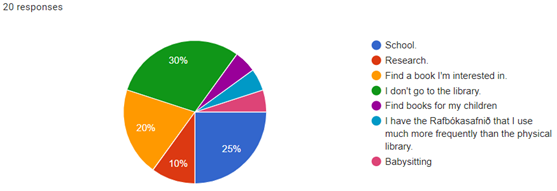 20 responses
30%
20%
10%
25%
School.
Research.
Find a book I'm interested in.
I don't go to the library.
Find books for my children
I have the Rafbókasafnið that I use
much more frequently than the physical
library.
Babysitting